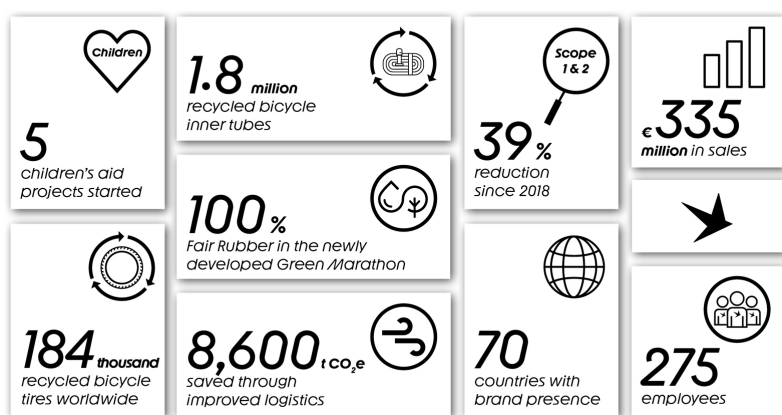 Children
5
children's aid
projects started
1.8 million
recycled bicycle
inner tubes
Scope
1 & 2
39 %
reduction
since 2018
€ 335
million in sales
100 %
Fair Rubber in the newly
developed Green Marathon
184 thousand
recycled bicycle
tires worldwide
8,600 t CO₂e
saved through
improved logistics
70
countries with
brand presence
275
employees